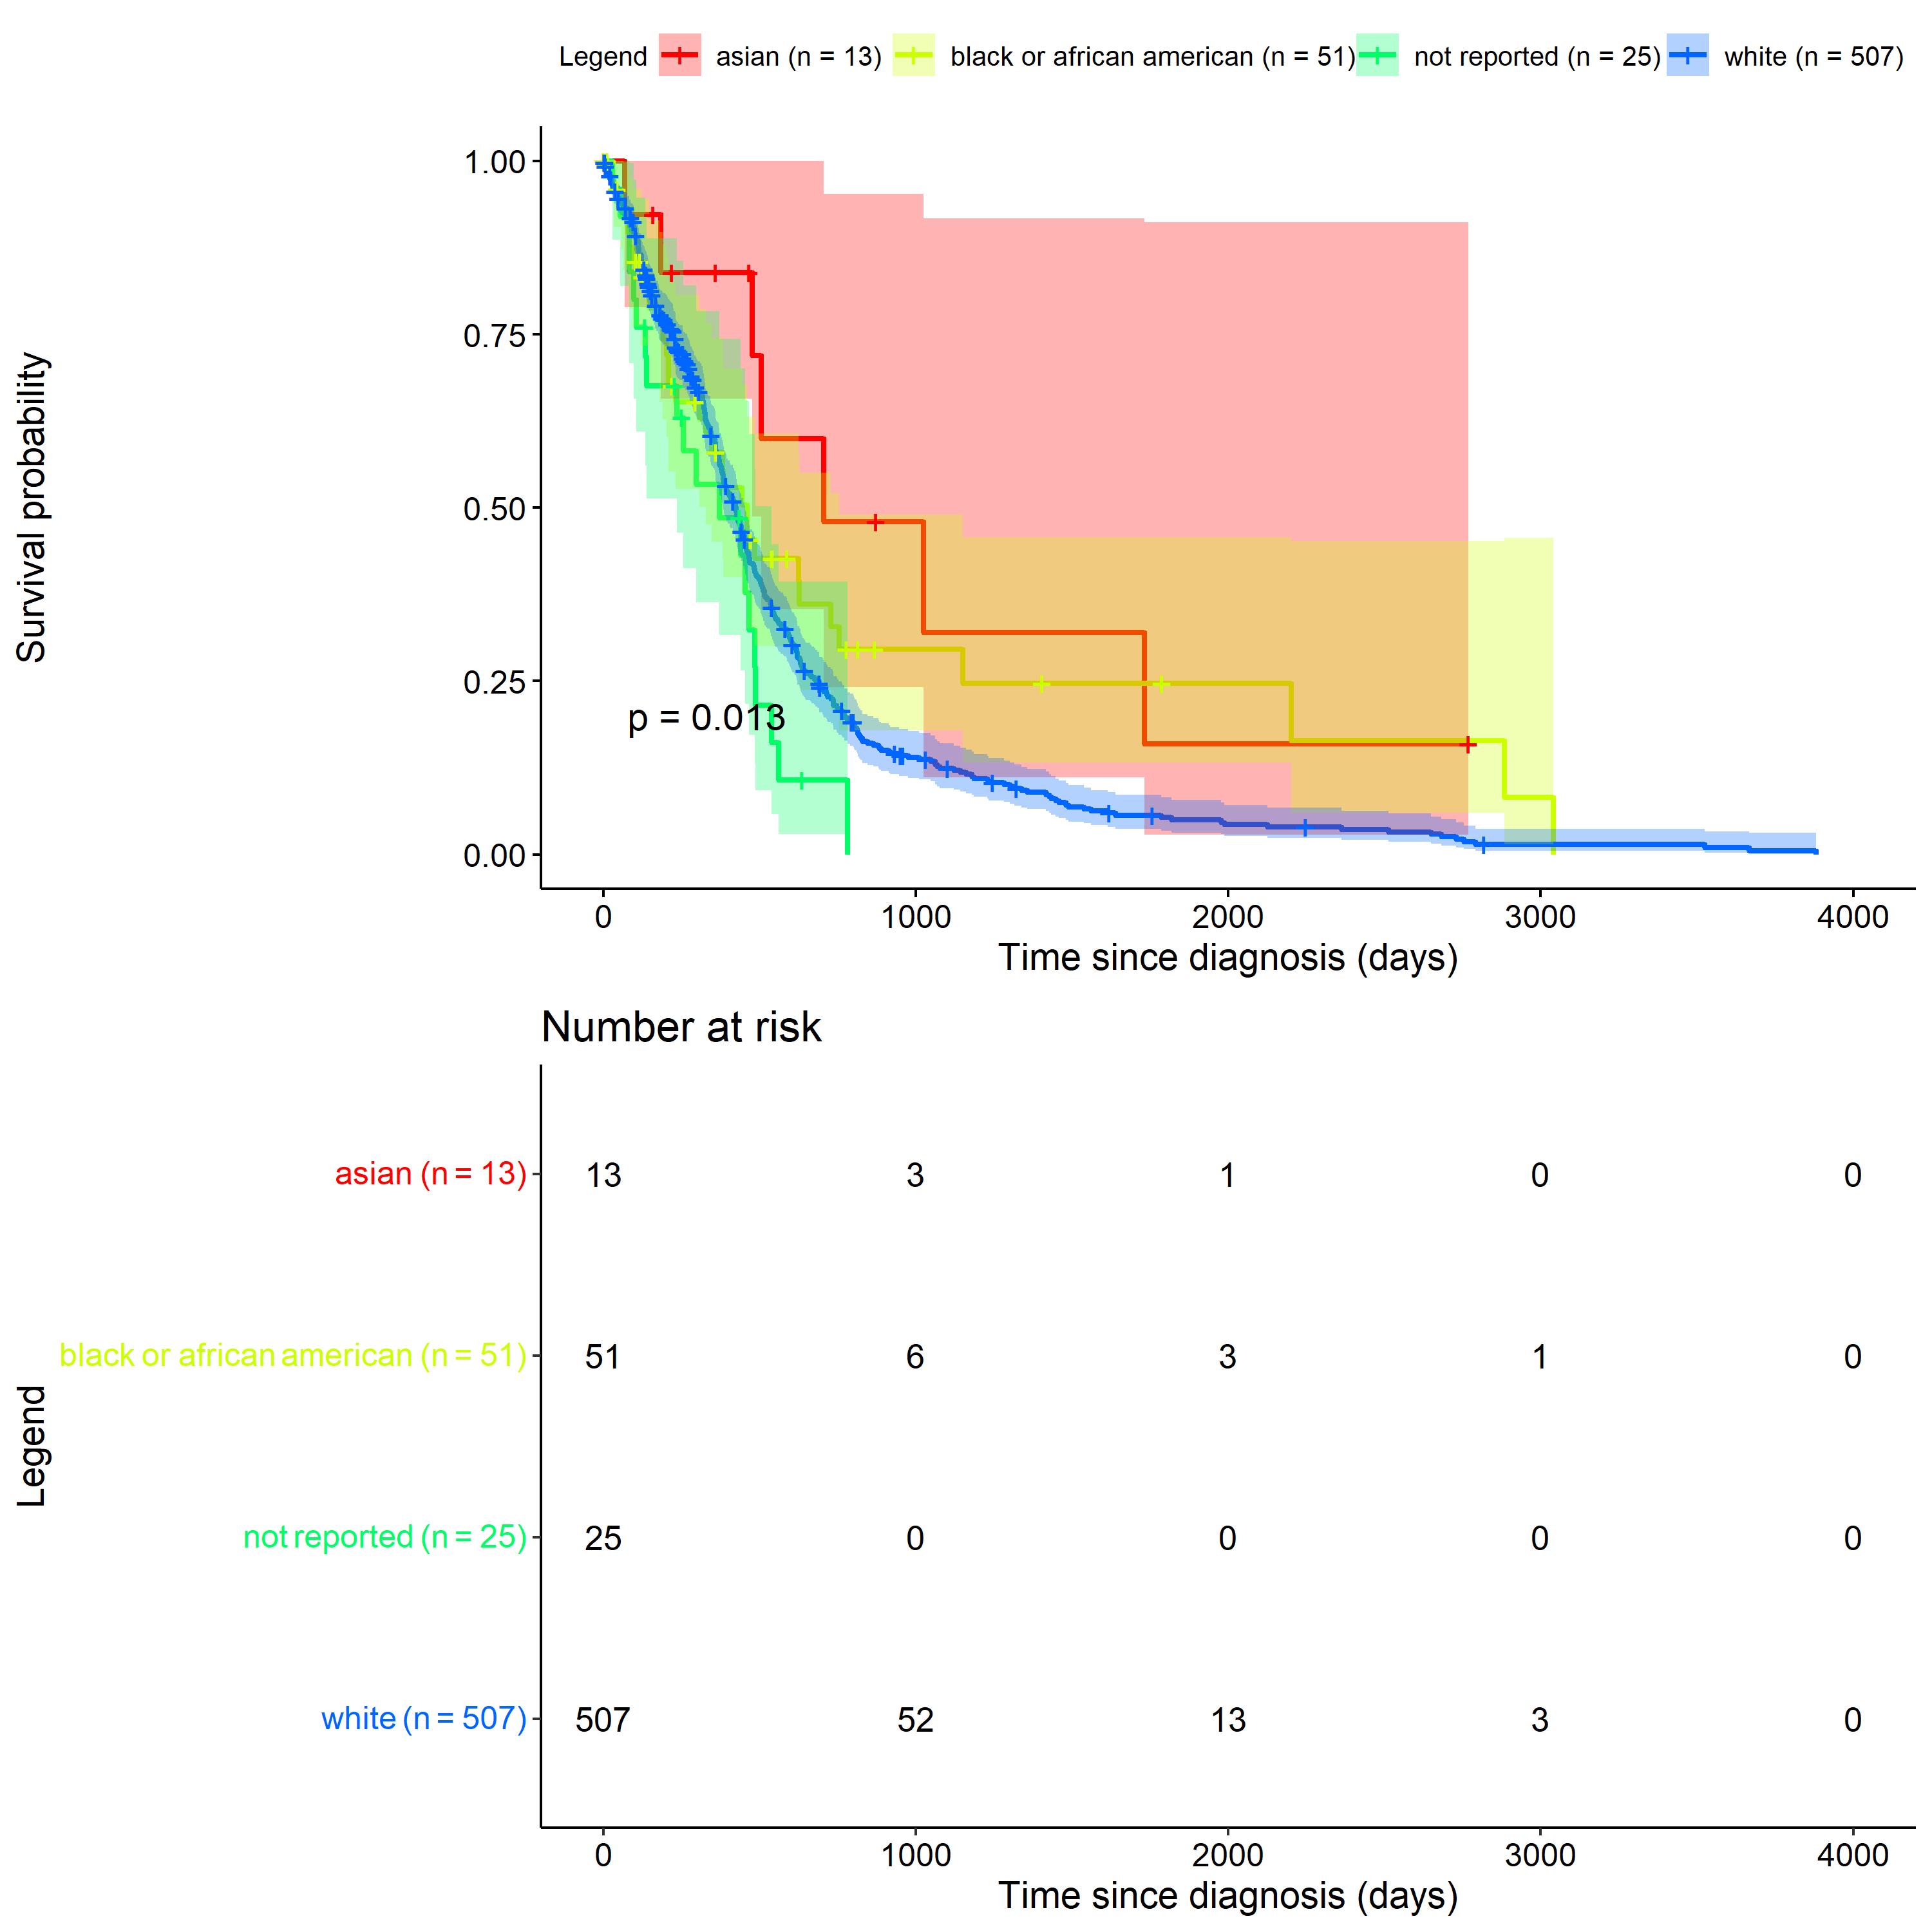 Legend asian (n = 13) black or african american (n = 51) not reported (n = 25) white (n = 507)
Survival probability
1.00
0.75
0.50
0.25
0.00
p = 0.013
0 1000 2000 3000 4000
Time since diagnosis (days)
Number at risk
Legend
asian (n = 13) 13 3 1 0 0
black or african american (n = 51) 51 6 3 1 0
not reported (n = 25) 25 0 0 0 0
white (n = 507) 507 52 13 3 0
0 1000 2000 3000 4000
Time since diagnosis (days)